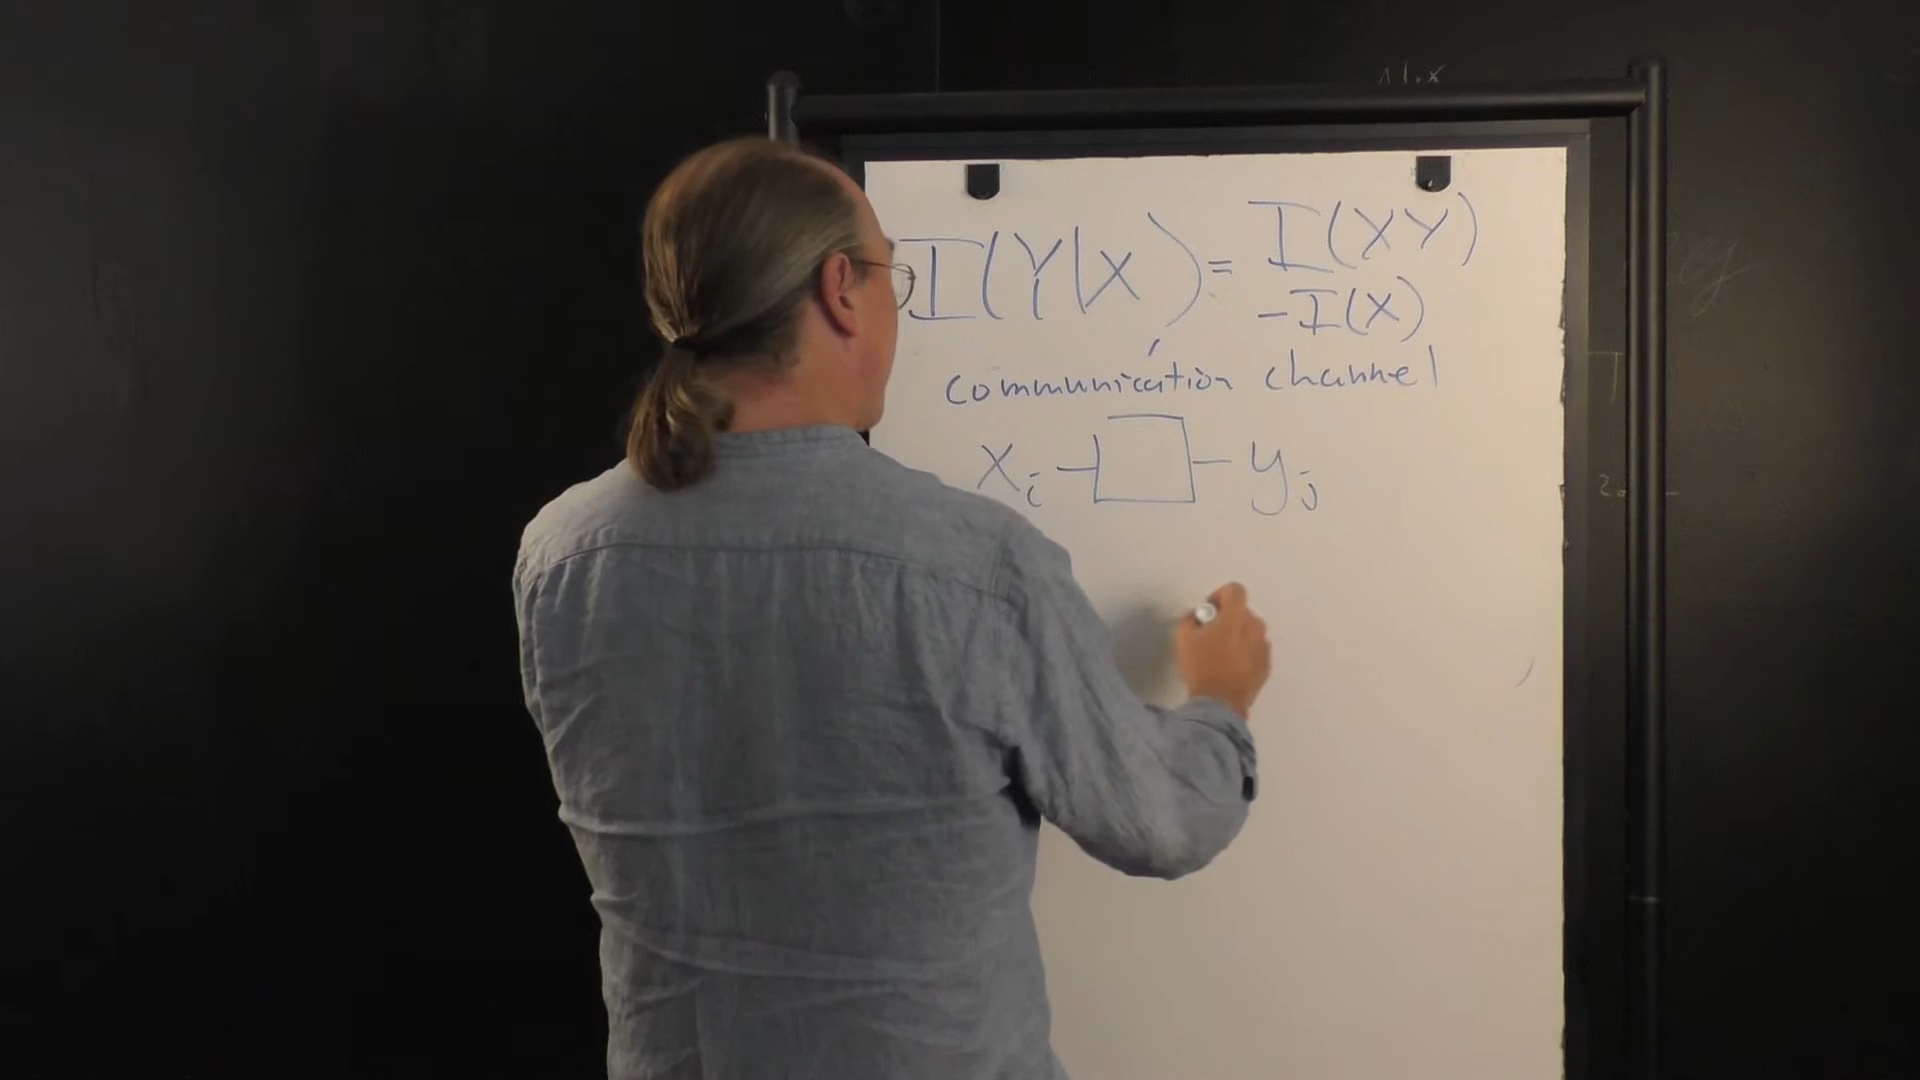 I(Y|X) = I(XY)
- I(X)
communication channel
xᵢ yⱼ